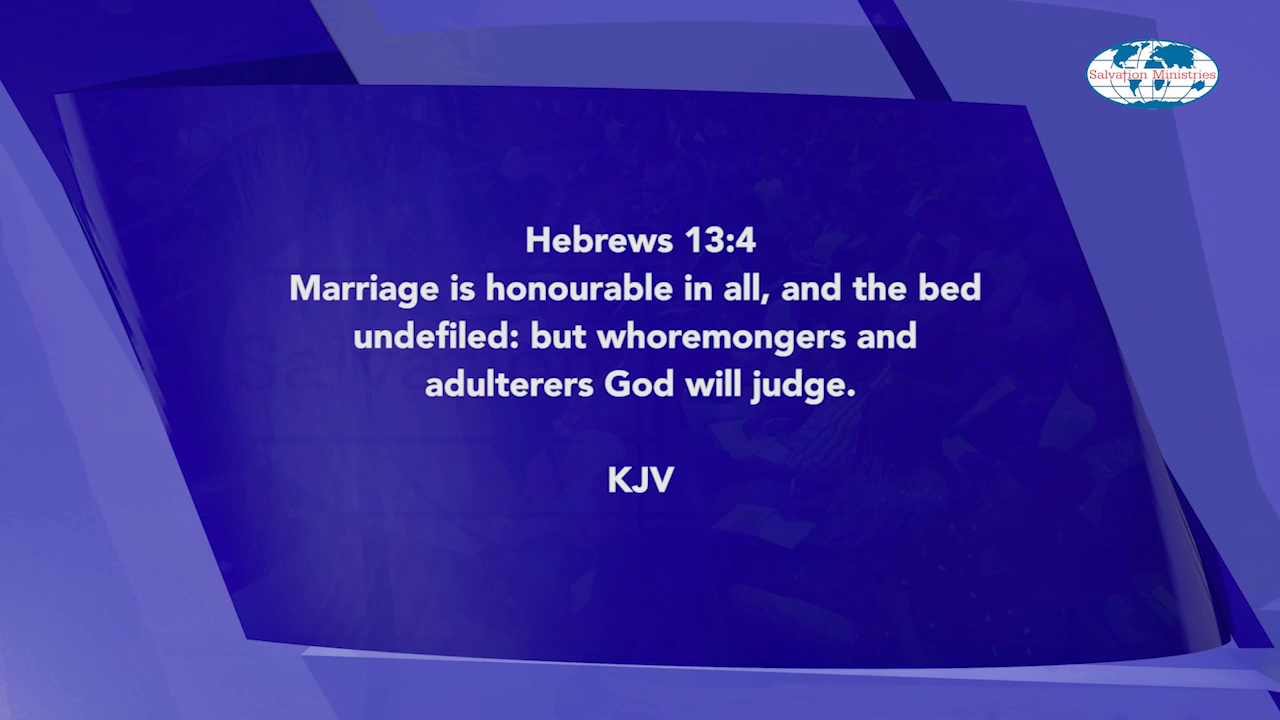 Salvation Ministries
Hebrews 13:4
Marriage is honourable in all, and the bed
undefiled: but whoremongers and
adulterers God will judge.
KJV